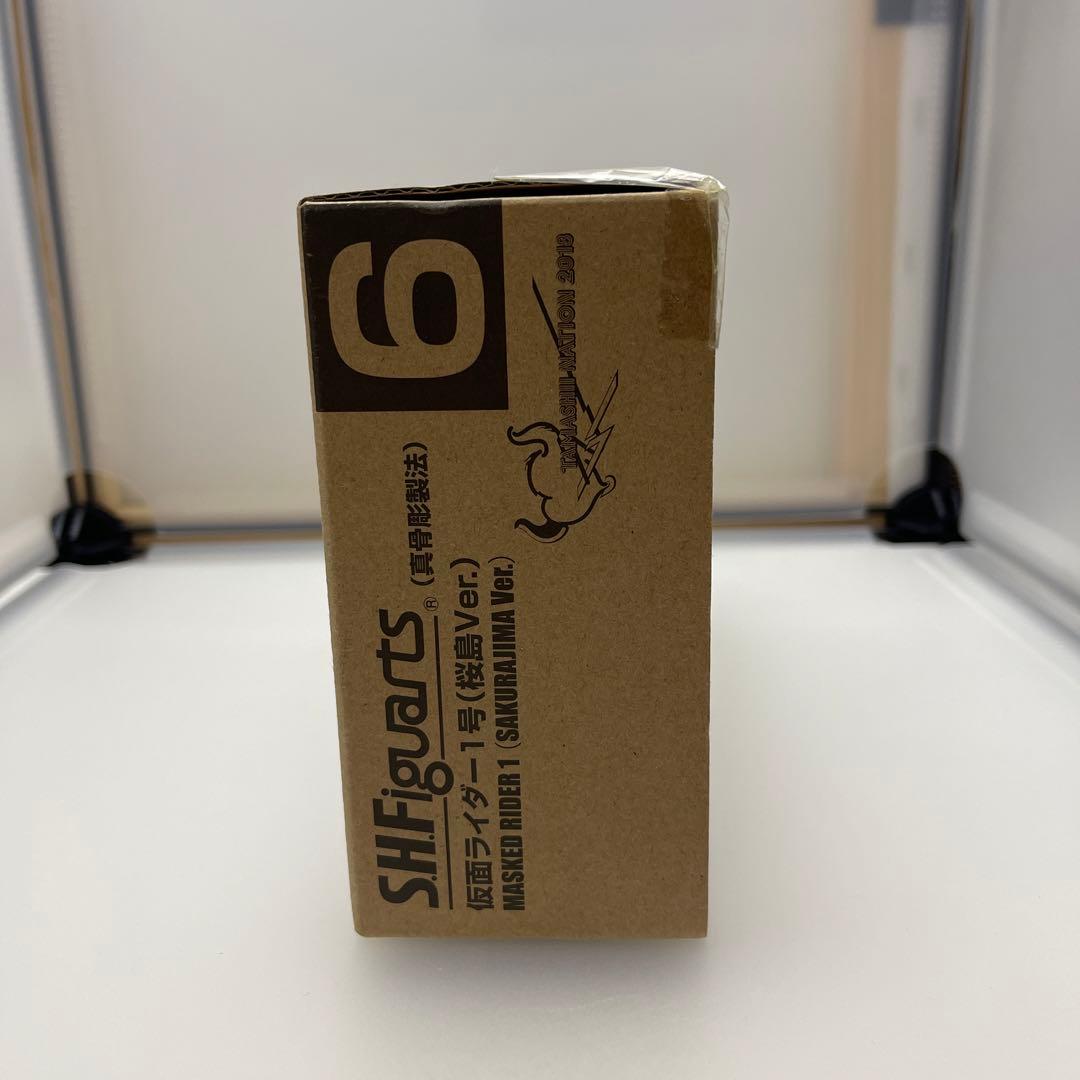 6
S.H.Figuarts® （真骨彫製法）
仮面ライダー1号（桜島Ver.）
MASKED RIDER 1 (SAKURAJIMA Ver.)
TAMASHII NATION 2018